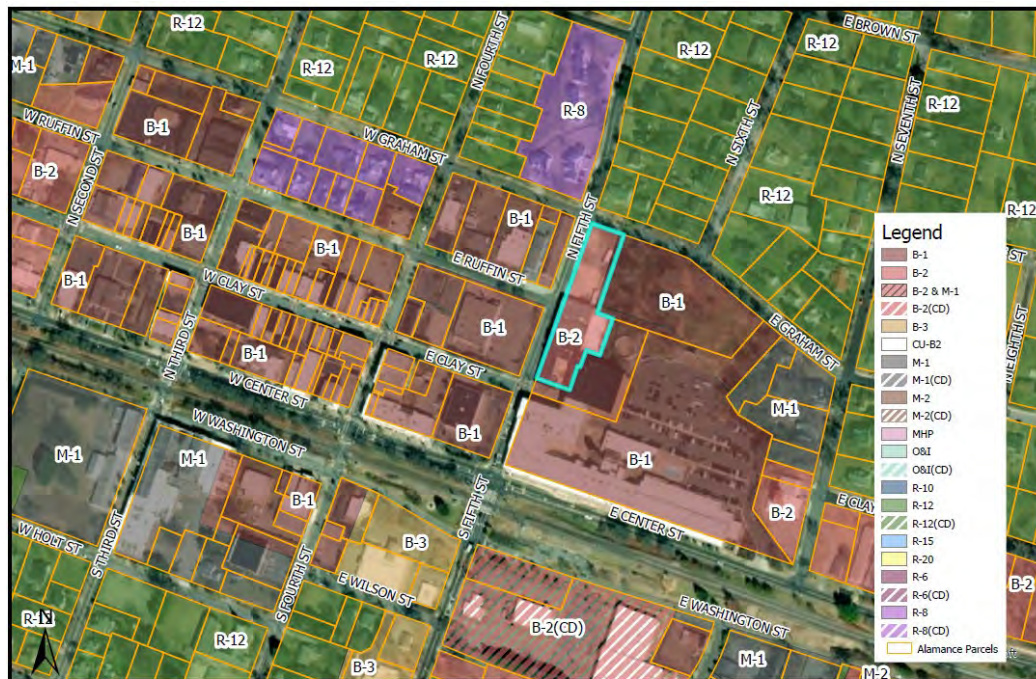 E BROWN ST
R-12
R-12
R-12
R-12
R-12
N FOURTH ST
M-1
R-8
N SIXTH ST
N SEVENTH ST
R-12
W RUFFIN ST
B-1
W GRAHAM ST
B-2
N SECOND ST
R-12
R-12
B-1
B-1
N FIFTH ST
B-1
E RUFFIN ST
B-1
B-1
W CLAY ST
B-1
B-2
E GRAHAM ST
N EIGHTH ST
N THIRD ST
B-1
E CLAY ST
M-1
W CENTER ST
B-1
W WASHINGTON ST
B-1
M-1
M-1
B-1
S FIFTH ST
E CENTER ST
B-2
E CLAY
W HOLT ST
S THIRD ST
B-3
S FOURTH ST
E WILSON ST
B-2
R-12
R-12
B-2(CD)
E WASHINGTON ST
B-3
M-1
M-2
N
Legend
B-1
B-2
B-2 & M-1
B-2(CD)
B-3
CU-B2
M-1
M-1(CD)
M-2
M-2(CD)
MHP
O&I
O&I(CD)
R-10
R-12
R-12(CD)
R-15
R-20
R-6
R-6(CD)
R-8
R-8(CD)
Alamance Parcels